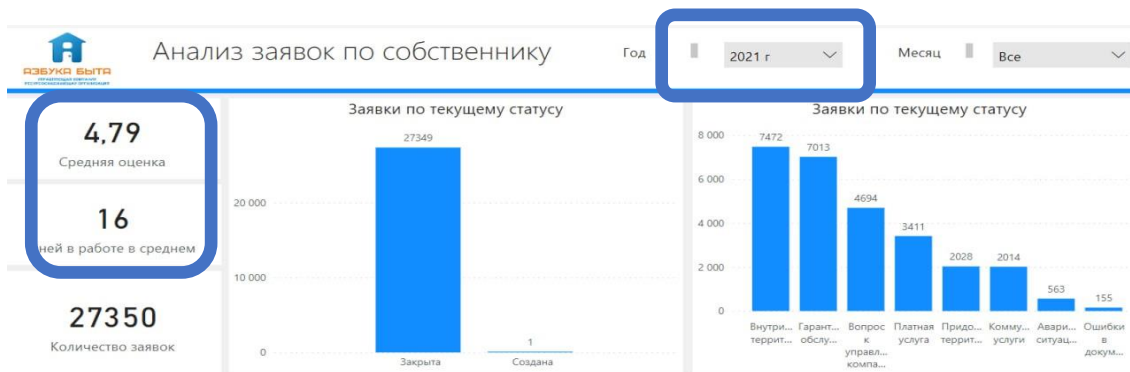 АЗБУКА БЫТА
Анализ заявок по собственнику
Год
2021 г
Месяц
Все
4,79
Средняя оценка
16
ней в работе в среднем
27350
Количество заявок
Заявки по текущему статусу
27349
20 000
10 000
0
1
Закрыта
Создана
Заявки по текущему статусу
8 000
6 000
4 000
2 000
0
7472
7013
4694
3411
2028
2014
563
155
Внутри...
террит...
Гарант...
обслу...
Вопрос
к
управл...
компа...
Платная
услуга
Придо...
террит...
Комму...
услуги
Авари...
ситуац...
Ошибки
в
докум...